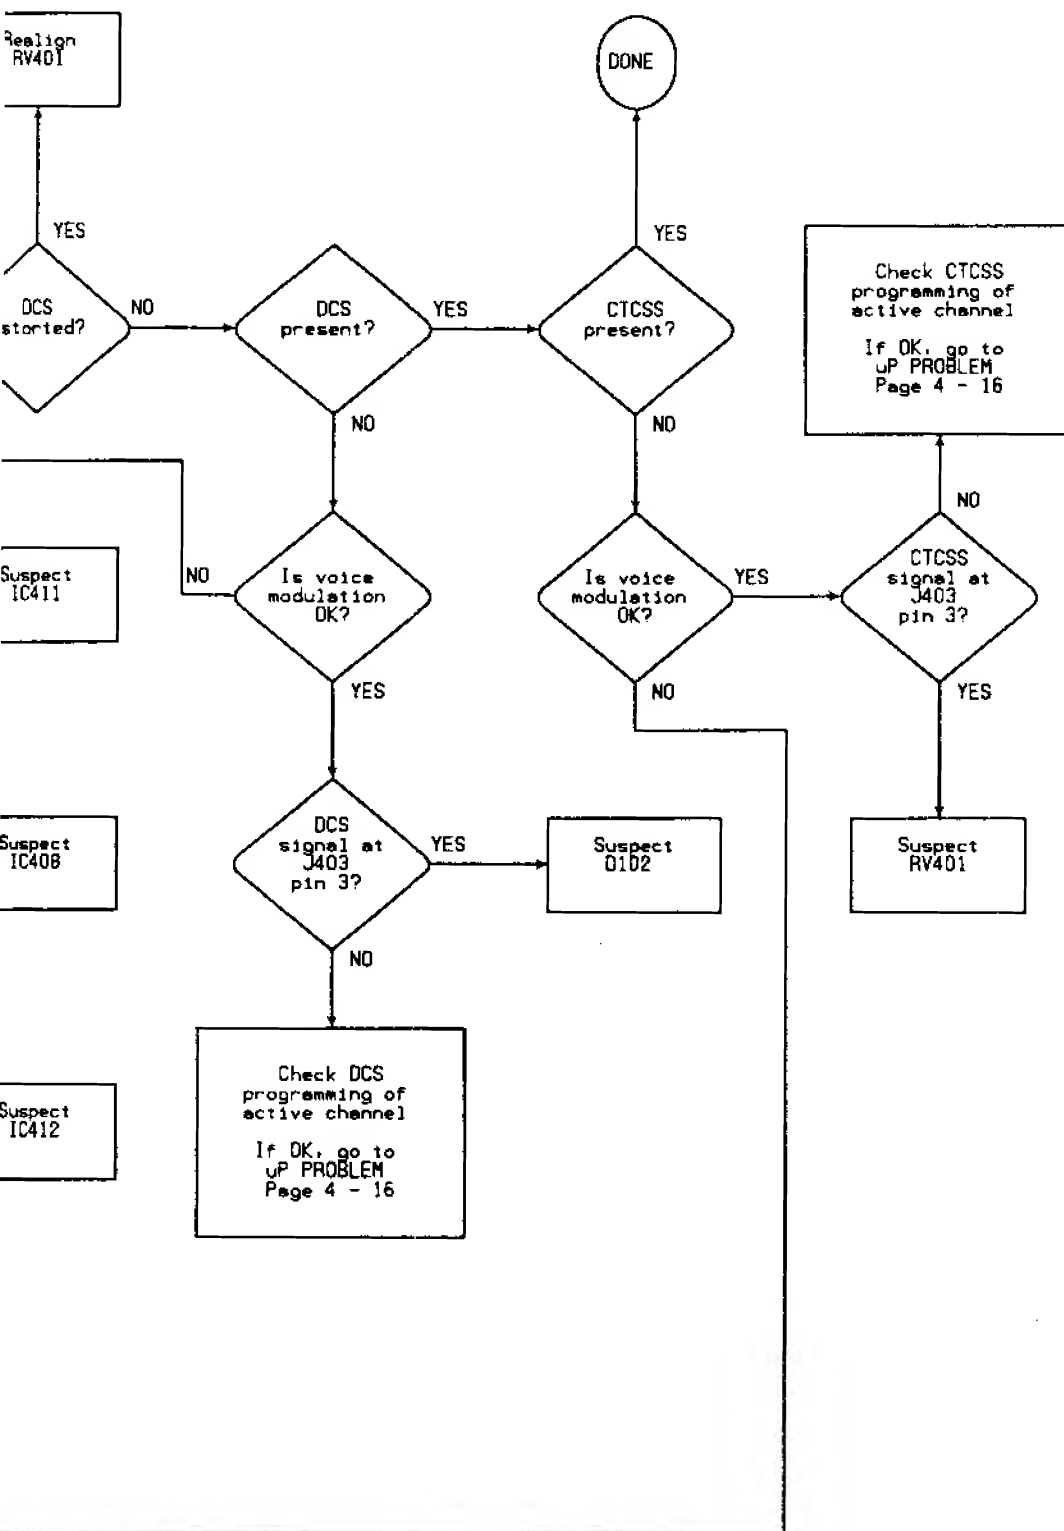 Realign
RV401
DONE
YES
YES
DCS
storted?
NO
DCS
present?
YES
CTCSS
present?
Check CTCSS
programming of
active channel
If OK, go to
uP PROBLEM
Page 4 - 16
NO
NO
NO
Suspect
IC411
NO
Is voice
modulation
OK?
Is voice
modulation
OK?
YES
CTCSS
signal at
J403
pin 3?
YES
NO
YES
Suspect
IC408
DCS
signal at
J403
pin 3?
YES
Suspect
D102
Suspect
RV401
NO
Suspect
IC412
Check DCS
programming of
active channel
If OK, go to
uP PROBLEM
Page 4 - 16